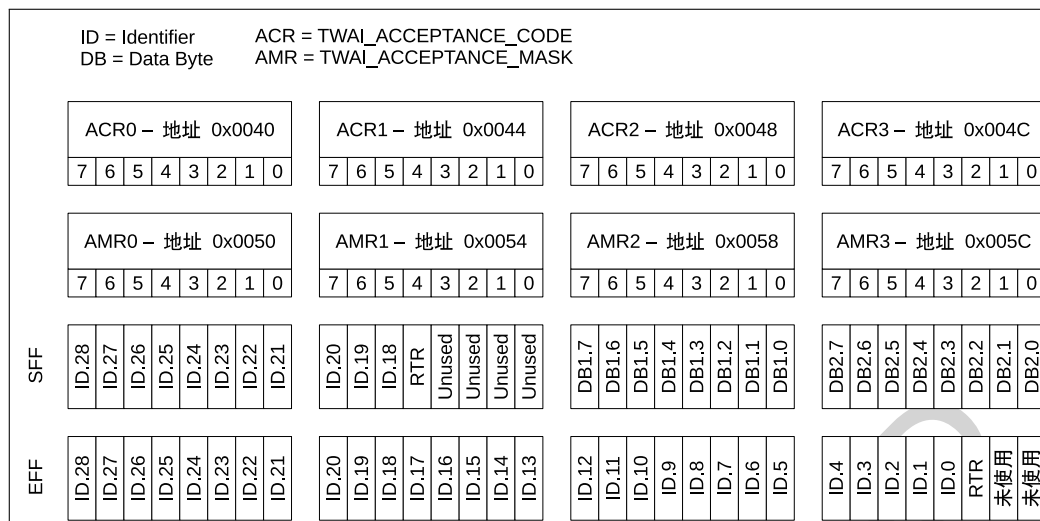 ID = Identifier ACR = TWAI_ACCEPTANCE_CODE
DB = Data Byte AMR = TWAI_ACCEPTANCE_MASK
ACR0 – 地址 0x0040 ACR1 – 地址 0x0044 ACR2 – 地址 0x0048 ACR3 – 地址 0x004C
7 6 5 4 3 2 1 0 7 6 5 4 3 2 1 0 7 6 5 4 3 2 1 0 7 6 5 4 3 2 1 0
AMR0 – 地址 0x0050 AMR1 – 地址 0x0054 AMR2 – 地址 0x0058 AMR3 – 地址 0x005C
7 6 5 4 3 2 1 0 7 6 5 4 3 2 1 0 7 6 5 4 3 2 1 0 7 6 5 4 3 2 1 0
SFF ID.28 ID.27 ID.26 ID.25 ID.24 ID.23 ID.22 ID.21 ID.20 ID.19 ID.18 RTR Unused Unused Unused Unused DB1.7 DB1.6 DB1.5 DB1.4 DB1.3 DB1.2 DB1.1 DB1.0 DB2.7 DB2.6 DB2.5 DB2.4 DB2.3 DB2.2 DB2.1 DB2.0
EFF ID.28 ID.27 ID.26 ID.25 ID.24 ID.23 ID.22 ID.21 ID.20 ID.19 ID.18 ID.17 ID.16 ID.15 ID.14 ID.13 ID.12 ID.11 ID.10 ID.9 ID.8 ID.7 ID.6 ID.5 ID.4 ID.3 ID.2 ID.1 ID.0 RTR 未使用 未使用